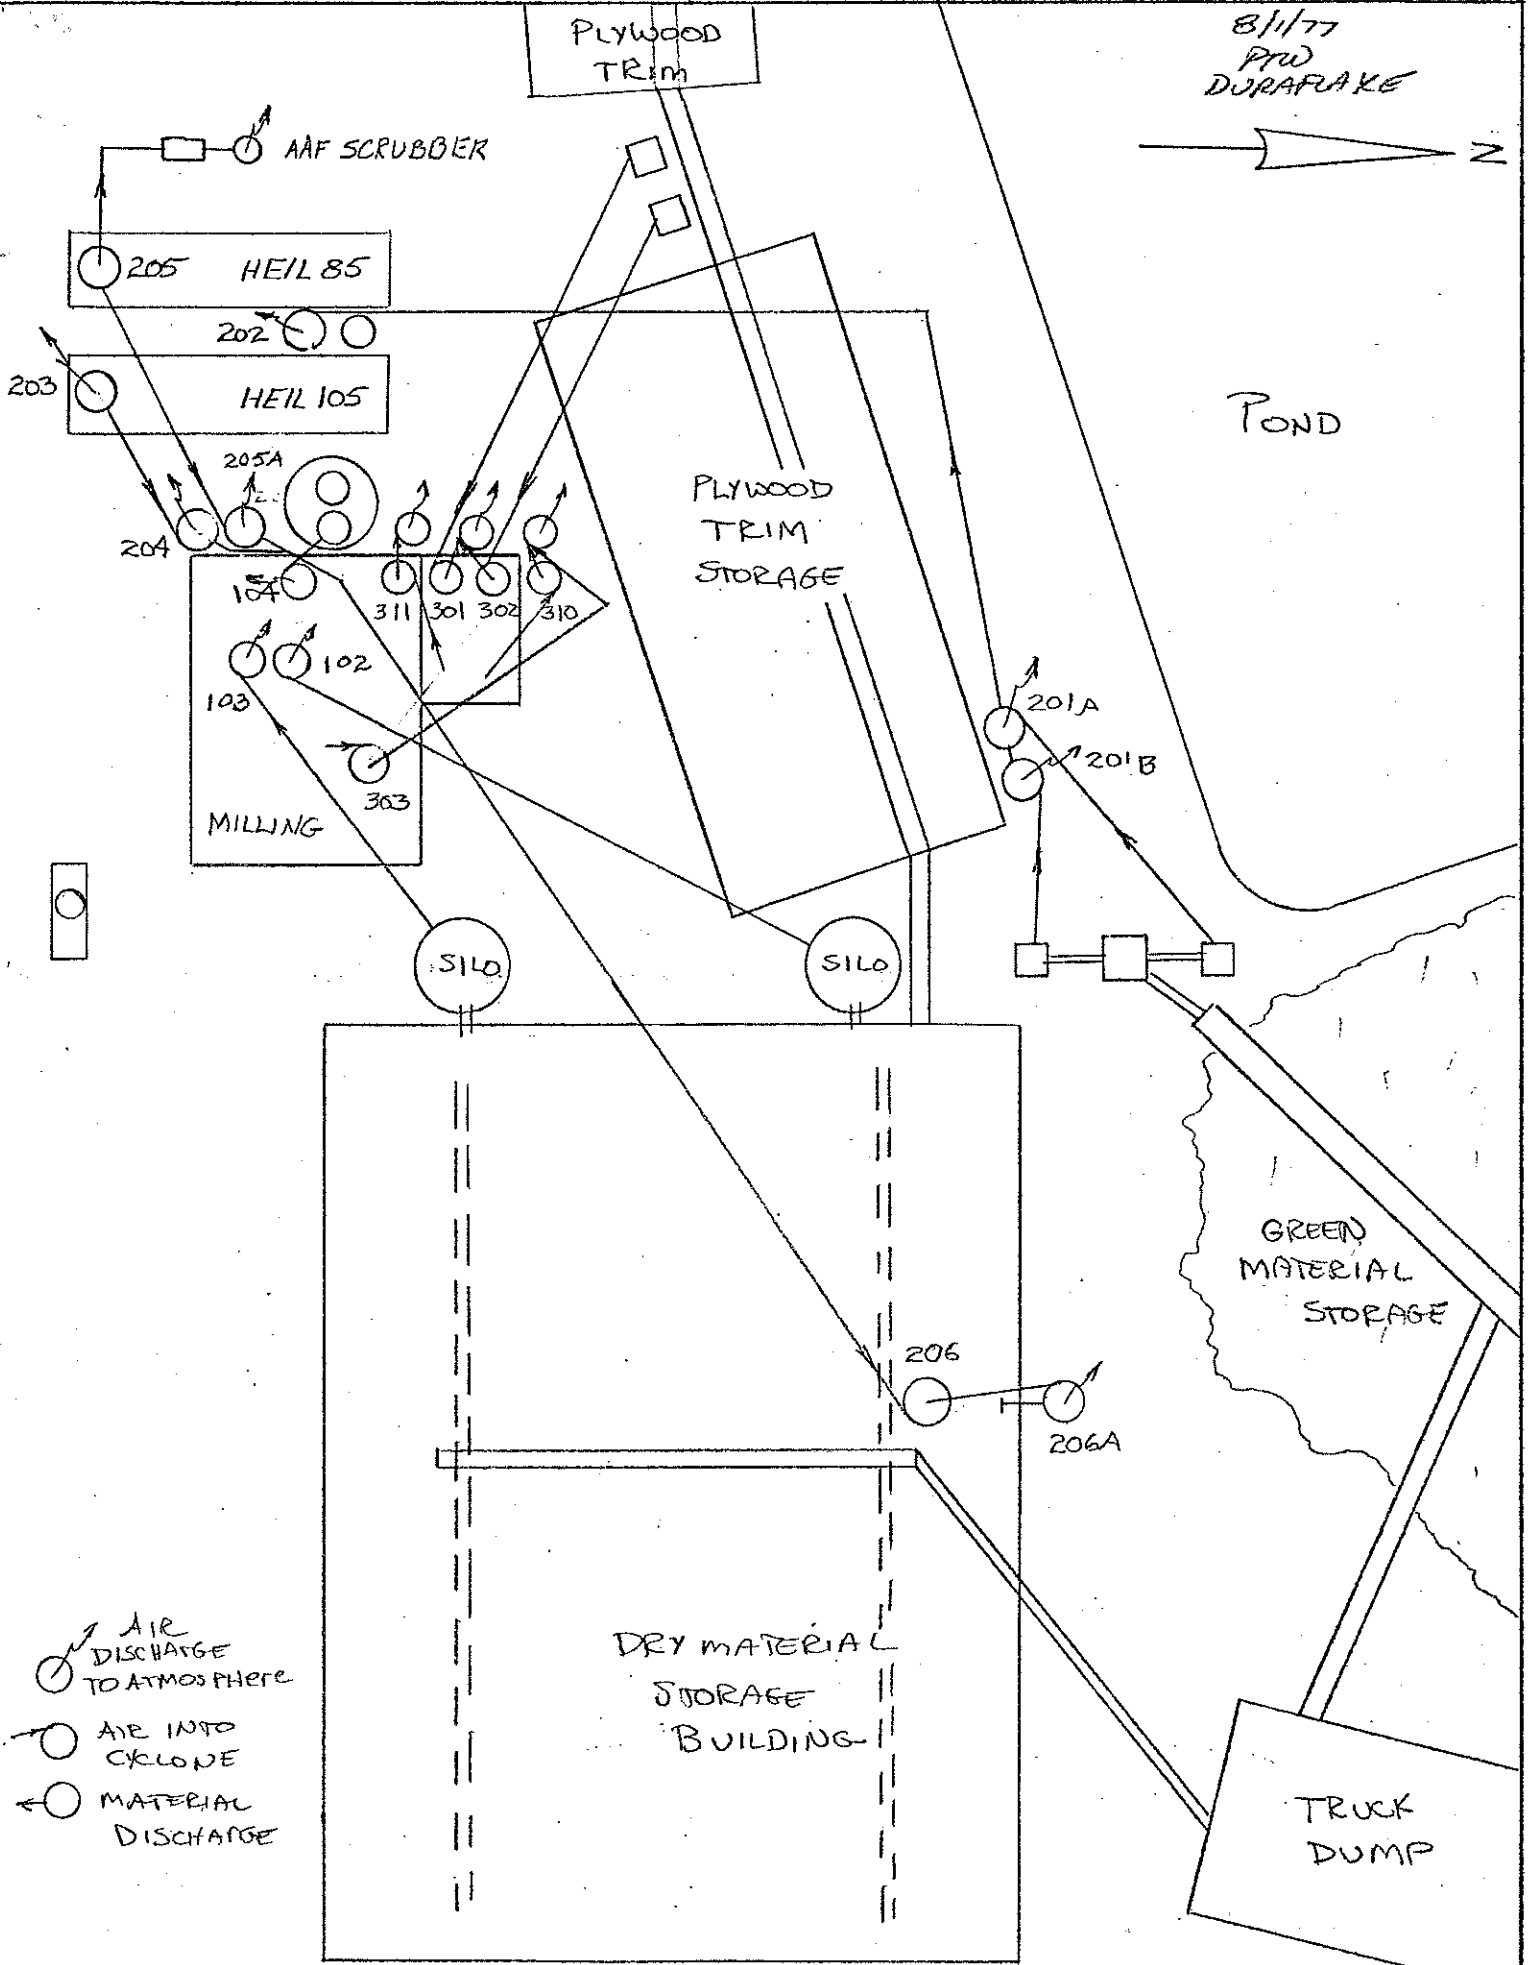 PLYWOOD
TRIM
8/1/77
PTW
DURAFLAKE
N
AAF SCRUBBER
205 HEIL 85
202
203
HEIL 105
POND
205A
204
PLYWOOD
TRIM
STORAGE
104
311 301 302 310
102
103
201A
201B
303
MILLING
SILO
SILO
GREEN
MATERIAL
STORAGE
206
206A
AIR
DISCHARGE
TO ATMOSPHERE
AIR INTO
CYCLONE
MATERIAL
DISCHARGE
DRY MATERIAL
STORAGE
BUILDING
TRUCK
DUMP